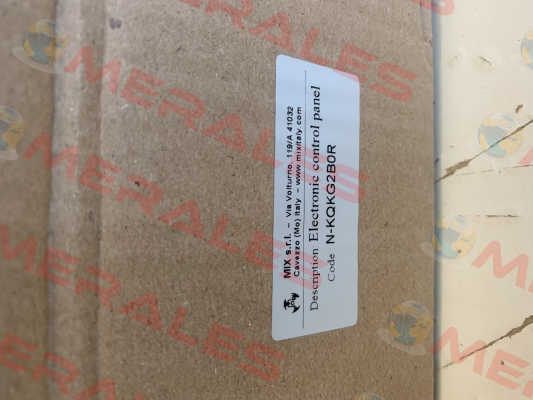 MIX s.r.l. – Via Volturno, 119/A 41032
Cavezzo (Mo) Italy – www.mixitaly.com
Description Electronic control panel
Code N-KQKG2B0R
MERALES
MERALES
MERALES